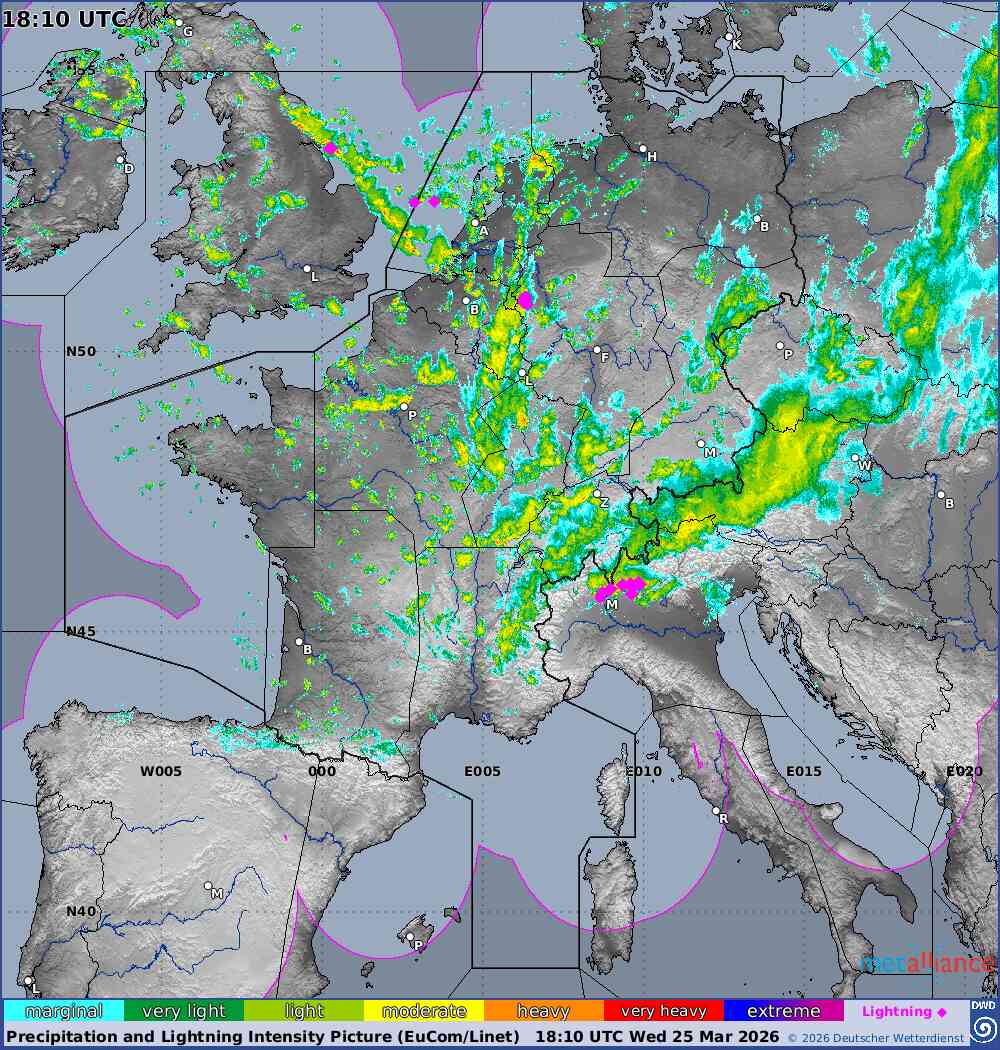 18:10 UTC
G
K
D
H
A
B
L
B
N50
F
P
L
P
M
W
Z
B
M
N45
B
W005
000
E005
E010
E015
E020
R
M
N40
P
L
metalliance
marginal very light light moderate heavy very heavy extreme Lightning ◆
DWD
Precipitation and Lightning Intensity Picture (EuCom/Linet) 18:10 UTC Wed 25 Mar 2026 © 2026 Deutscher Wetterdienst